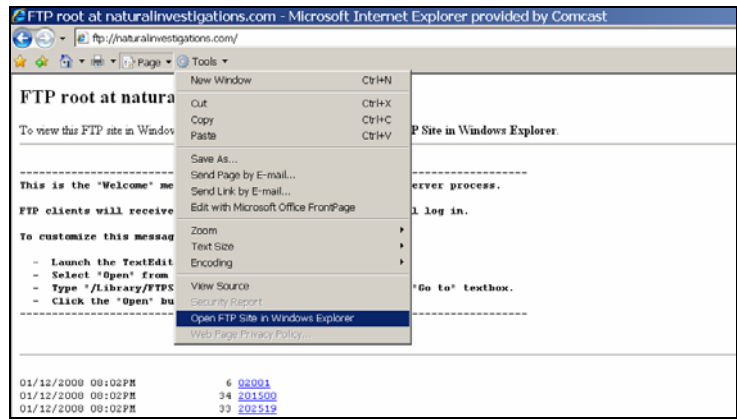 FTP root at naturalinvestigations.com - Microsoft Internet Explorer provided by Comcast
ftp://naturalinvestigations.com/
Page Tools
New Window Ctrl+N
FTP root at natura
Cut Ctrl+X
Copy Ctrl+C
To view this FTP site in Window P Site in Windows Explorer.
Paste Ctrl+V
Save As...
Send Page by E-mail...
This is the "Welcome" me erver process.
Send Link by E-mail...
Edit with Microsoft Office FrontPage
FTP clients will receive l log in.
Zoom
To customize this messag
Text Size
Encoding
- Launch the TextEdit
- Select "Open" from
- Type "/Library/FTPS "Go to" textbox.
View Source
- Click the "Open" bu
Security Report
Open FTP Site in Windows Explorer
Web Page Privacy Policy...
01/12/2008 08:02PM 6 02001
01/12/2008 08:02PM 34 201500
01/12/2008 08:02PM 33 202519